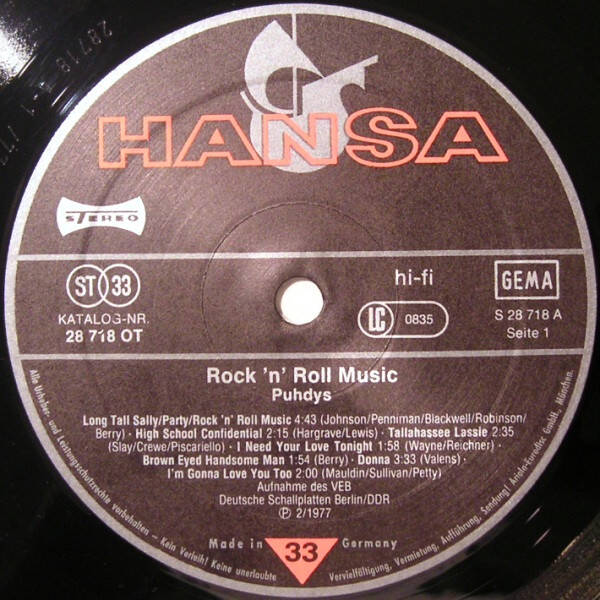 HANSA
STEREO
ST 33
KATALOG-NR.
28 718 OT
hi-fi
GEMA
LC 0835
S 28 718 A
Seite 1
Rock 'n' Roll Music
Puhdys
Long Tall Sally/Party/Rock 'n' Roll Music 4:43 (Johnson/Penniman/Blackwell/Robinson/
Berry) · High School Confidential 2:15 (Hargrave/Lewis) · Tallahassee Lassie 2:35
(Slay/Crewe/Piscariello) · I Need Your Love Tonight 1:58 (Wayne/Reichner) ·
Brown Eyed Handsome Man 1:54 (Berry) · Donna 3:33 (Valens) ·
I'm Gonna Love You Too 2:00 (Mauldin/Sullivan/Petty)
Aufnahme des VEB
Deutsche Schallplatten Berlin/DDR
Ⓟ 2/1977
Made in 33 Germany
Alle Urheber- und Leistungsschutzrechte vorbehalten – Kein Verleih! Keine unerlaubte Vervielfältigung, Vermietung, Aufführung, Sendung! Ariola-Eurodisc GmbH, München.